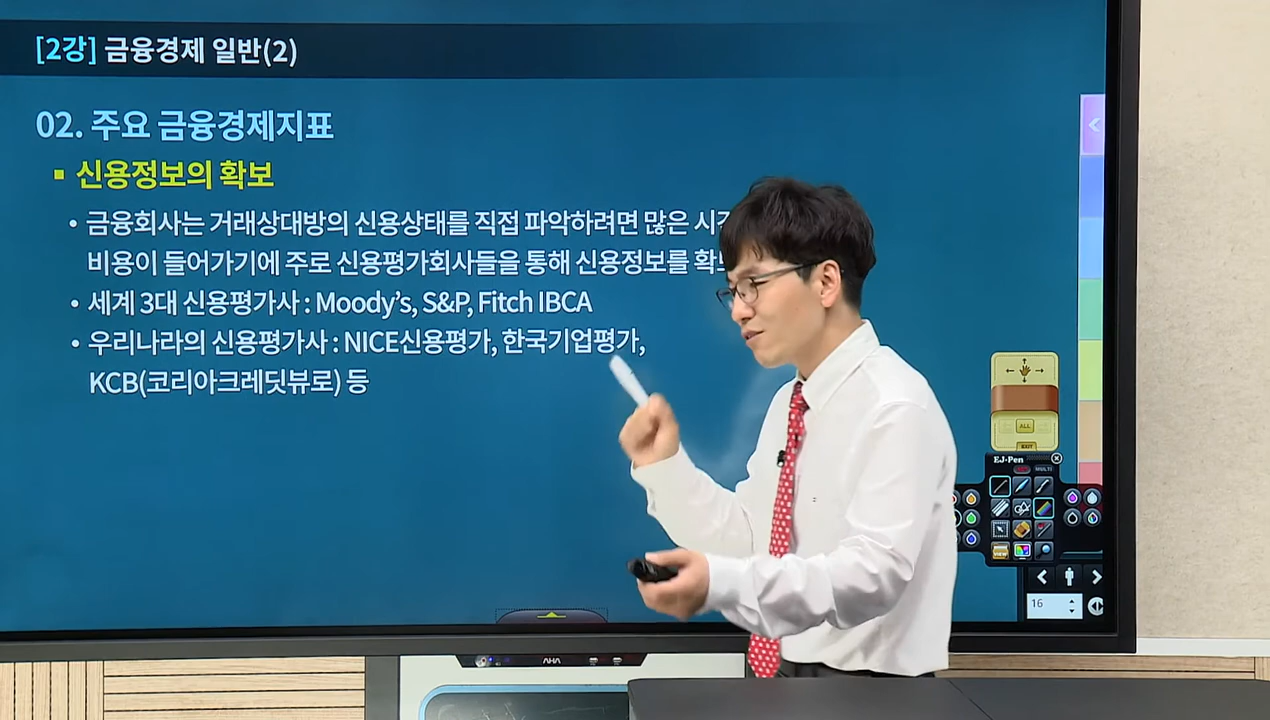 [2강] 금융경제 일반(2)
02. 주요 금융경제지표
▪ 신용정보의 확보
• 금융회사는 거래상대방의 신용상태를 직접 파악하려면 많은
비용이 들어가기에 주로 신용평가회사들을 통해 신용정보를
• 세계 3대 신용평가사 : Moody's, S&P, Fitch IBCA
• 우리나라의 신용평가사 : NICE신용평가, 한국기업평가,
KCB(코리아크레딧뷰로) 등
ALL
EXIT
EJ-Pen
MULTI
VIEW
16
AHA